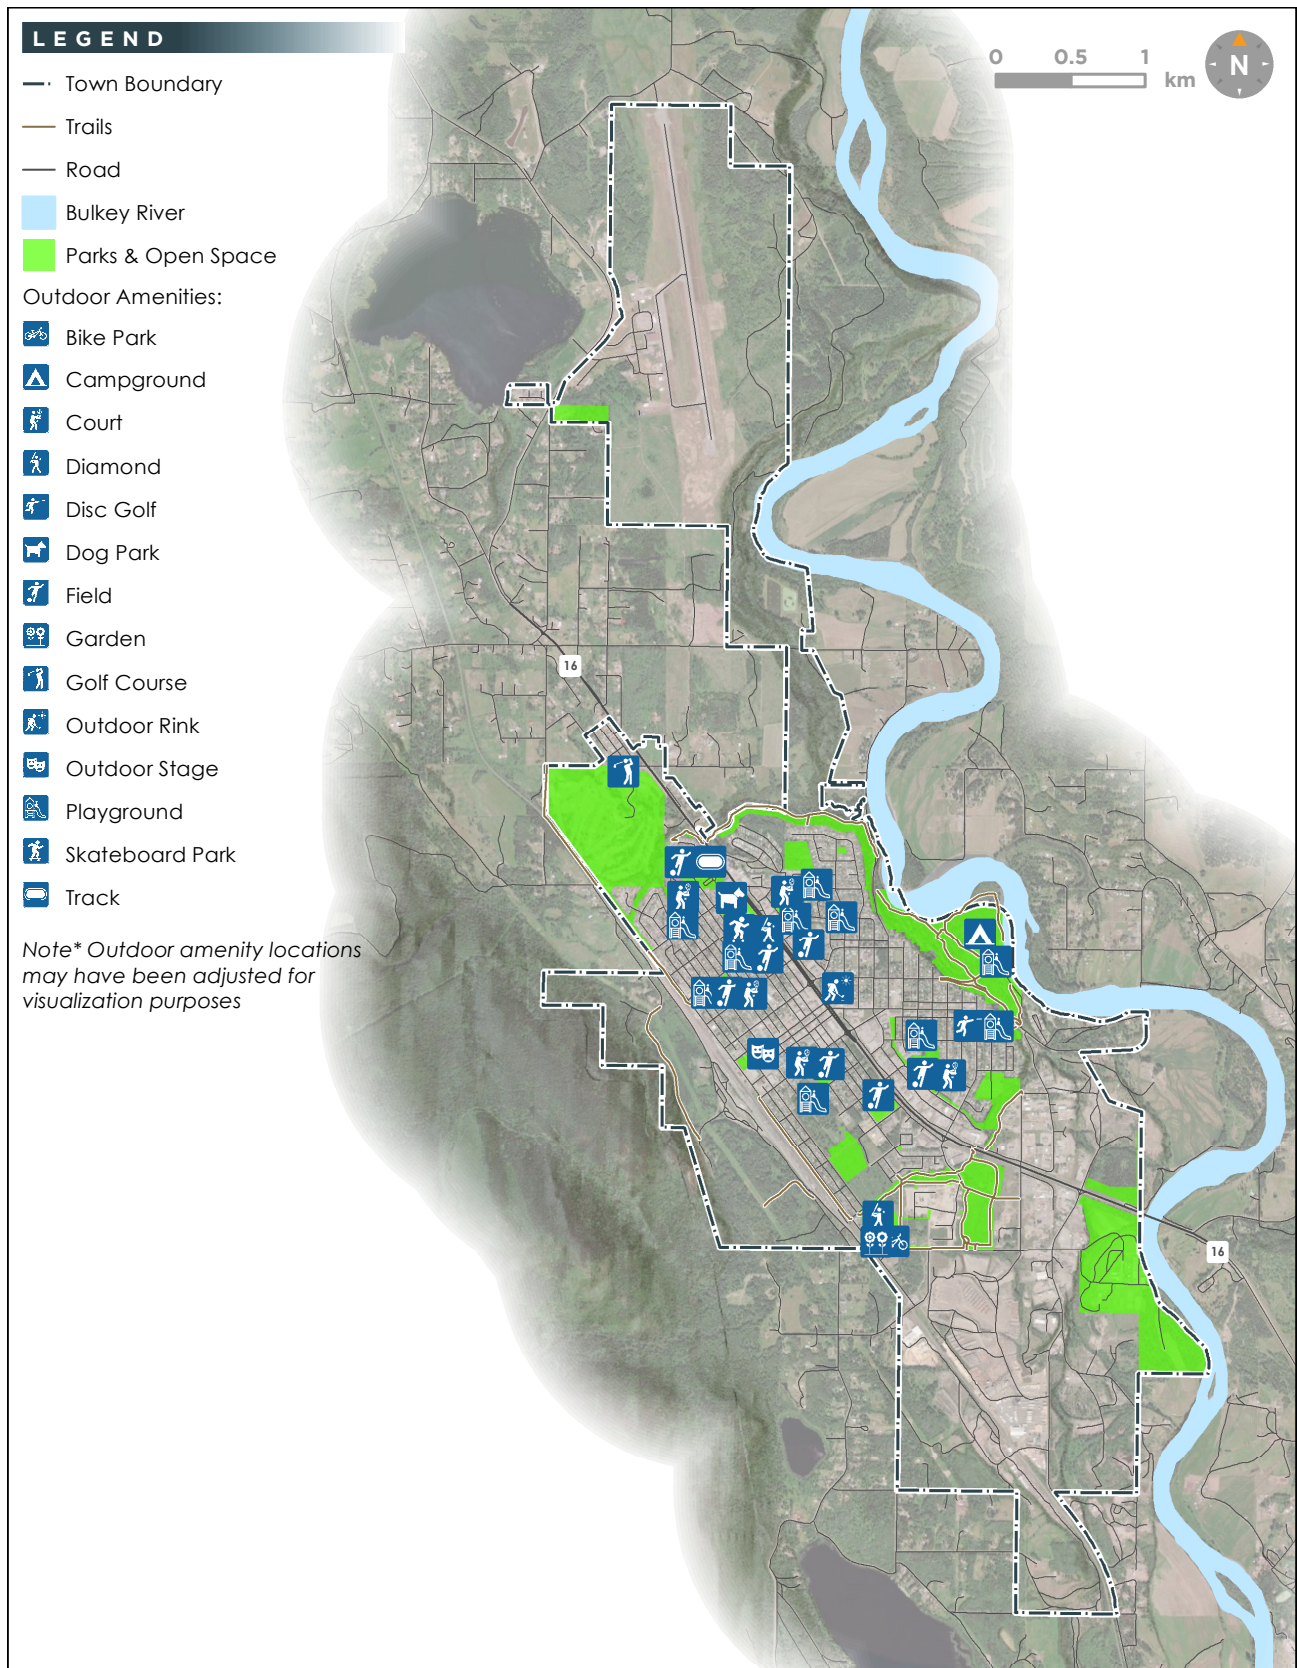 LEGEND
Town Boundary
Trails
Road
Bulkey River
Parks & Open Space
Outdoor Amenities:
Bike Park
Campground
Court
Diamond
Disc Golf
Dog Park
Field
Garden
Golf Course
Outdoor Rink
Outdoor Stage
Playground
Skateboard Park
Track
Note* Outdoor amenity locations
may have been adjusted for
visualization purposes
0 0.5 1
km
N
16
16